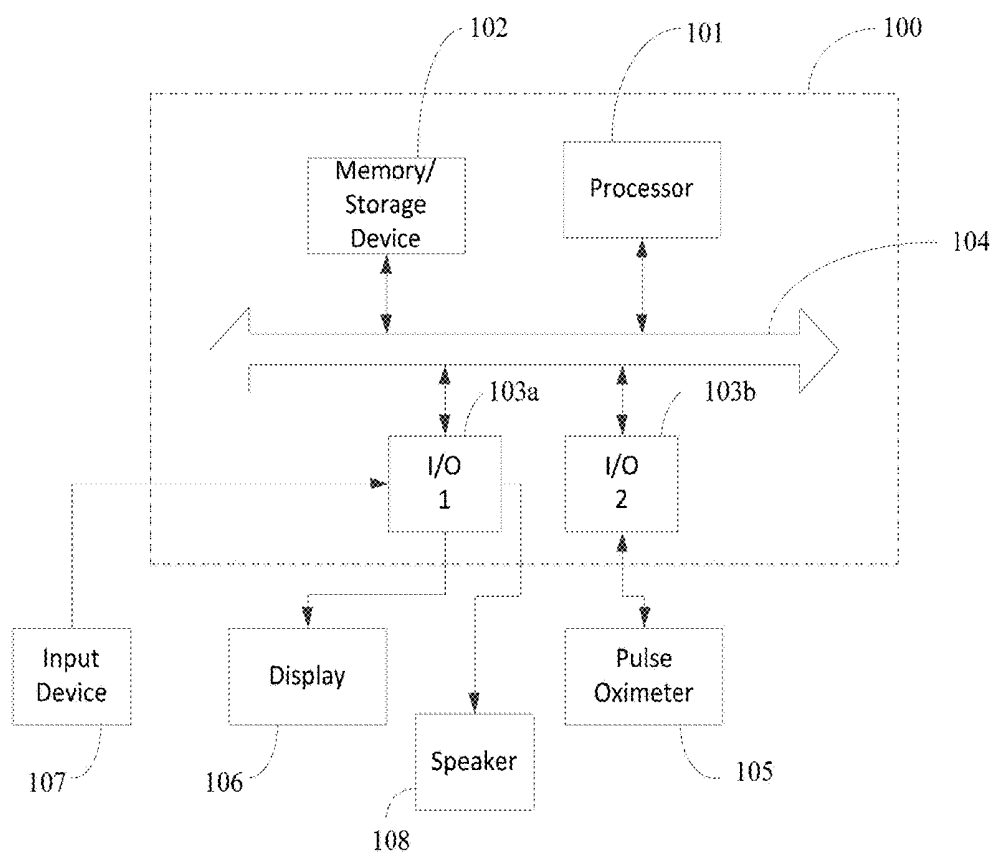 102
101
100
Memory/
Storage
Device
Processor
104
103a
103b
I/O
1
I/O
2
Input
Device
Display
Pulse
Oximeter
Speaker
107
106
105
108